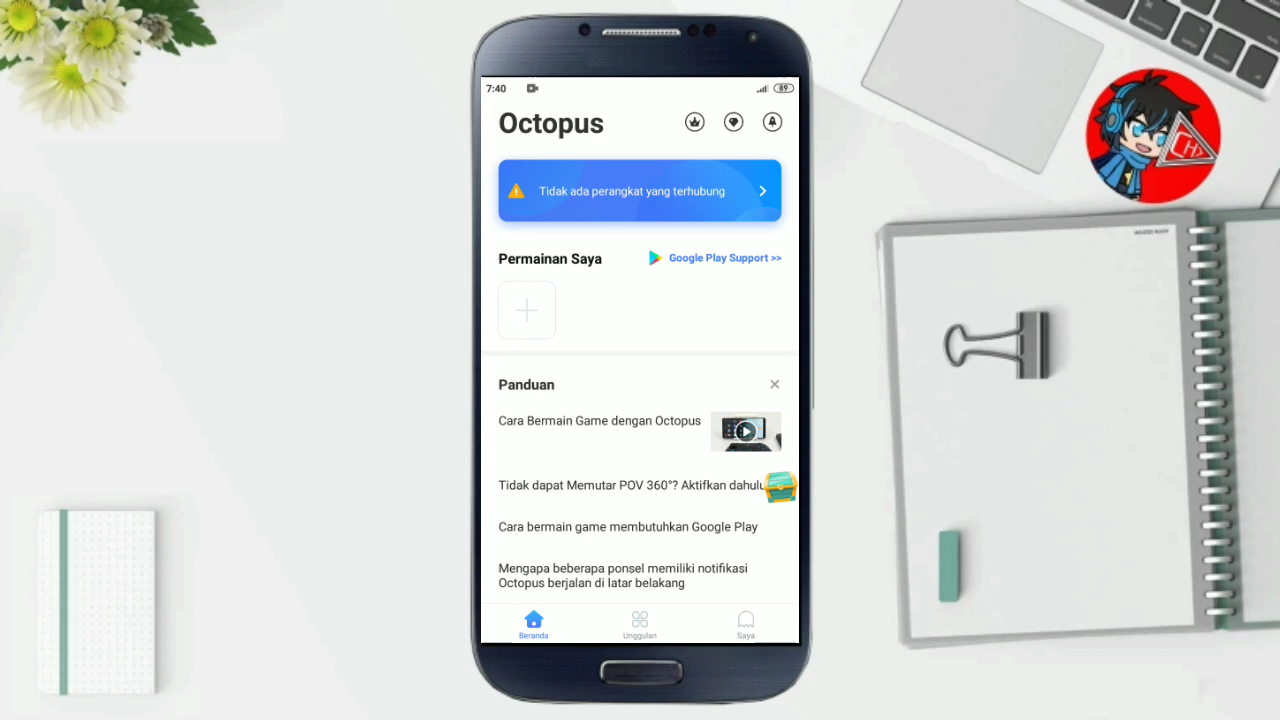 7:40
89
Octopus
Tidak ada perangkat yang terhubung
Permainan Saya
Google Play Support >>
Panduan
Cara Bermain Game dengan Octopus
Tidak dapat Memutar POV 360°? Aktifkan dahulu
Cara bermain game membutuhkan Google Play
Mengapa beberapa ponsel memiliki notifikasi
Octopus berjalan di latar belakang
Beranda
Unggulan
Saya